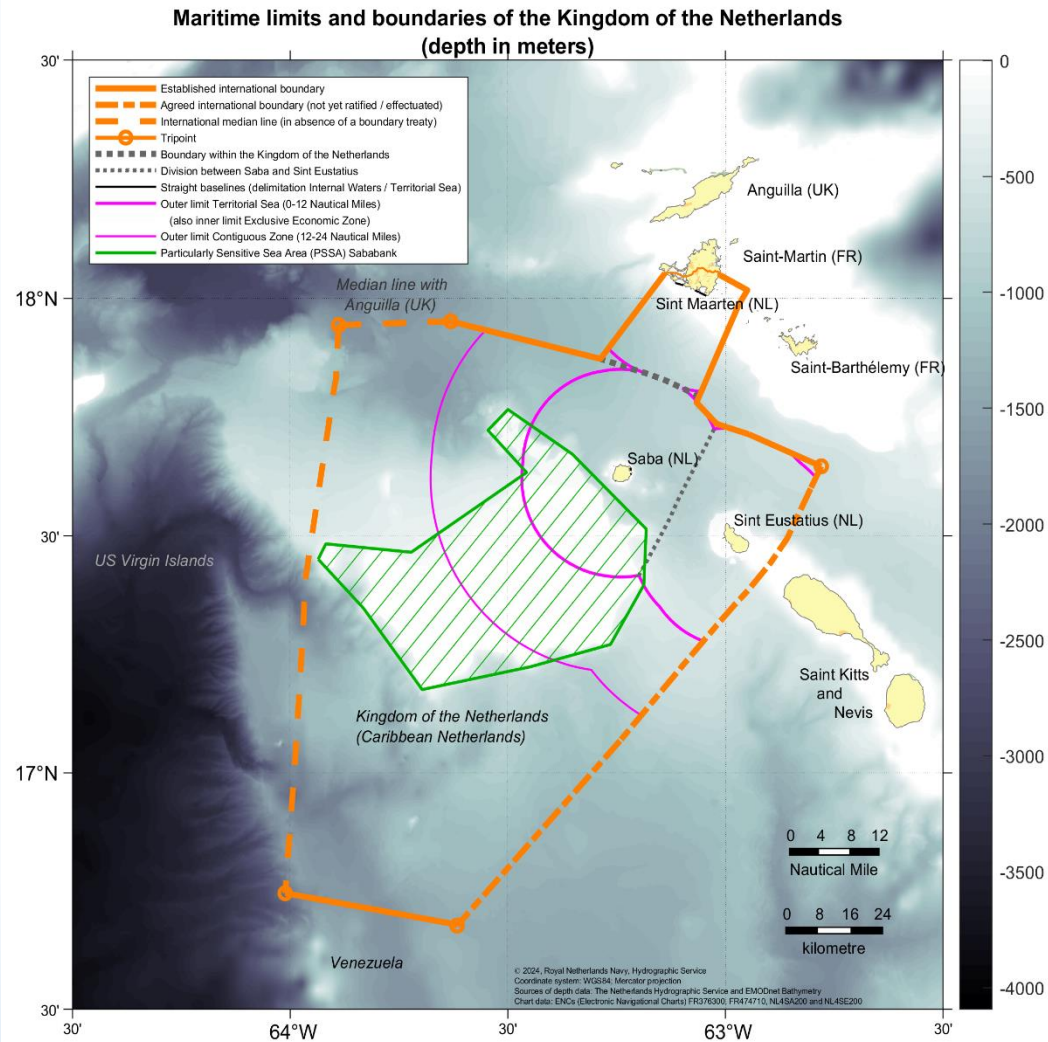 Maritime limits and boundaries of the Kingdom of the Netherlands
(depth in meters)
30'
Established international boundary
Agreed international boundary (not yet ratified / effectuated)
International median line (in absence of a boundary treaty)
Tripoint
Boundary within the Kingdom of the Netherlands
Division between Saba and Sint Eustatius
Straight baselines (delimitation Internal Waters / Territorial Sea)
Outer limit Territorial Sea (0-12 Nautical Miles)
(also inner limit Exclusive Economic Zone)
Outer limit Contiguous Zone (12-24 Nautical Miles)
Particularly Sensitive Sea Area (PSSA) Sababank
Anguilla (UK)
Saint-Martin (FR)
Median line with
Anguilla (UK)
18°N
Sint Maarten (NL)
Saint-Barthélemy (FR)
Saba (NL)
Sint Eustatius (NL)
30'
US Virgin Islands
Saint Kitts
and
Nevis
Kingdom of the Netherlands
(Caribbean Netherlands)
17°N
0 4 8 12
Nautical Mile
0 8 16 24
kilometre
Venezuela
© 2024, Royal Netherlands Navy, Hydrographic Service
Coordinate system: WGS84; Mercator projection
Sources of depth data: The Netherlands Hydrographic Service and EMODnet Bathymetry
Chart data: ENCs (Electronic Navigational Charts) FR376300, FR474710, NL4SA200 and NL4SE200
30'
30' 64°W 30' 63°W 30'
0
-500
-1000
-1500
-2000
-2500
-3000
-3500
-4000